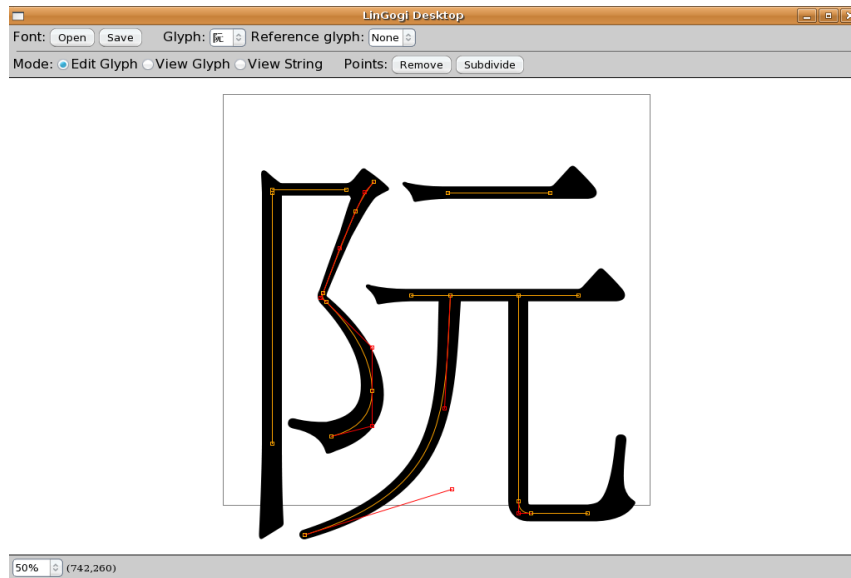 LinGogi Desktop
Font: Open Save Glyph: 阮 Reference glyph: None
Mode: Edit Glyph View Glyph View String Points: Remove Subdivide
阮
50% (742,260)